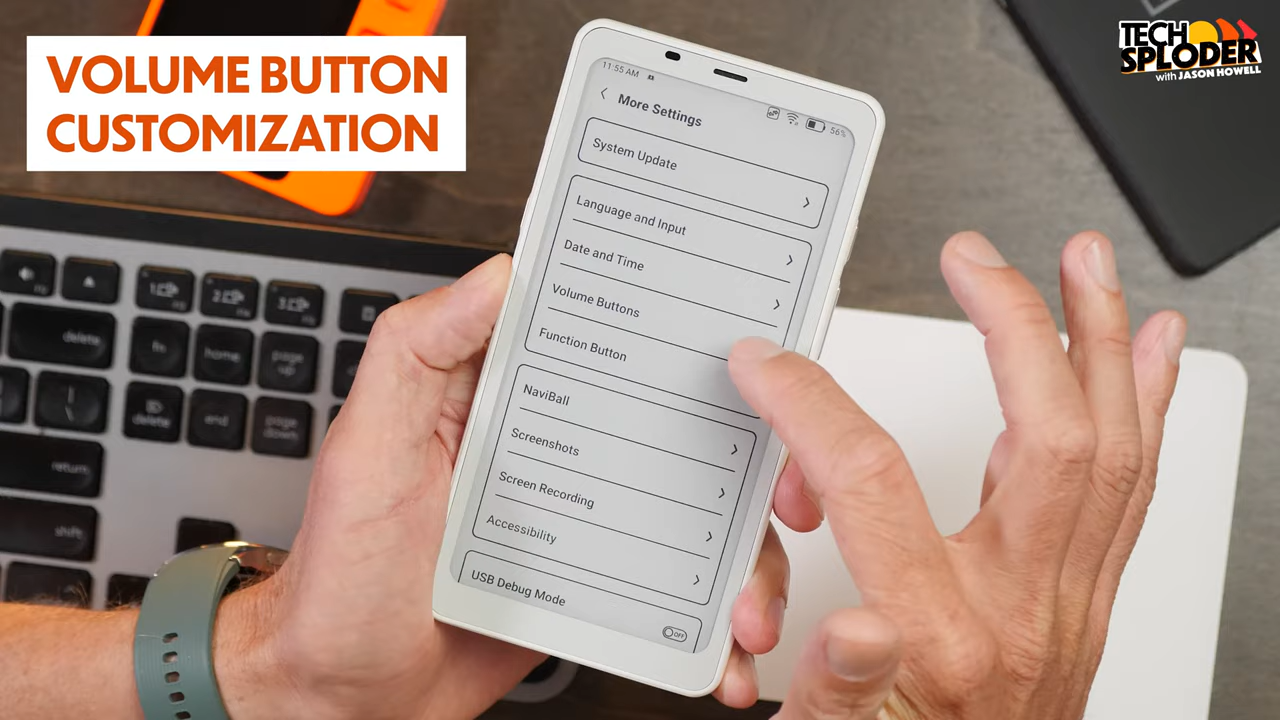 VOLUME BUTTON
CUSTOMIZATION
TECH
SPLODER
with JASON HOWELL
11:55 AM
56%
More Settings
System Update
Language and Input
Date and Time
Volume Buttons
Function Button
NaviBall
Screenshots
Screen Recording
Accessibility
USB Debug Mode
OFF
delete
fn
home
page
up
delete
end
page
down
return
shift